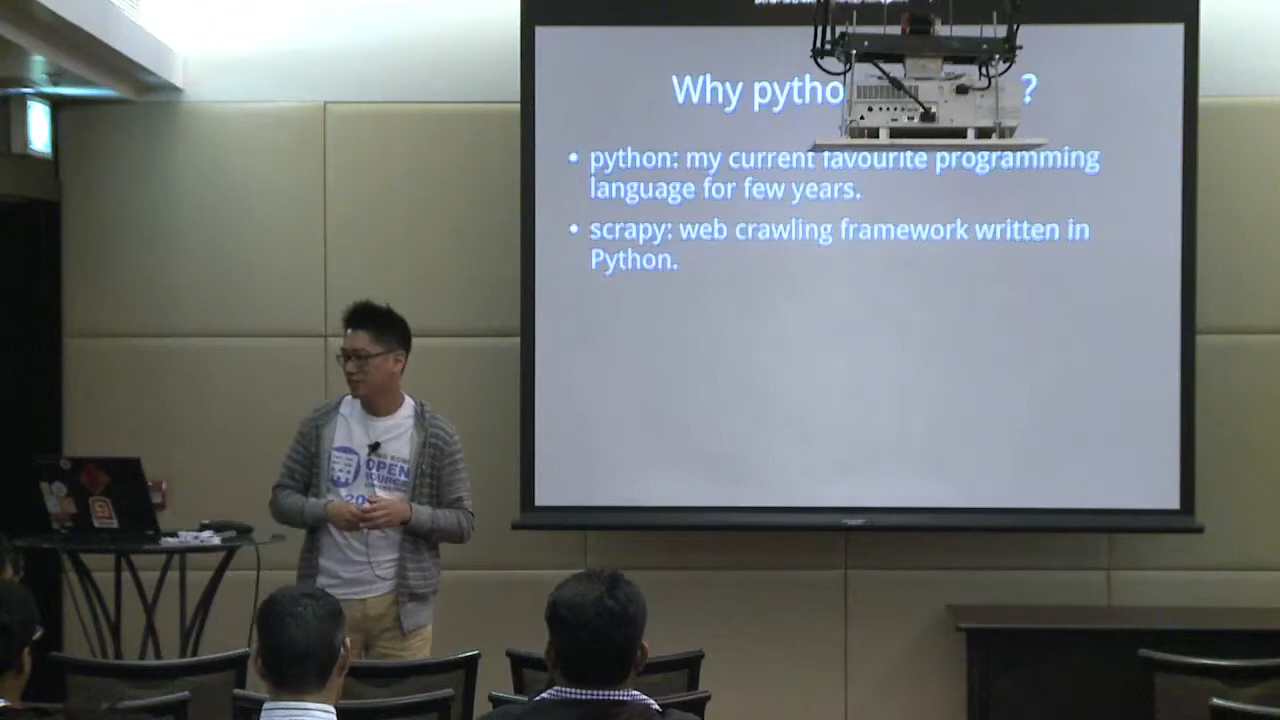 Why pytho ?
• python: my current favourite programming
language for few years.
• scrapy: web crawling framework written in
Python.
OPEN